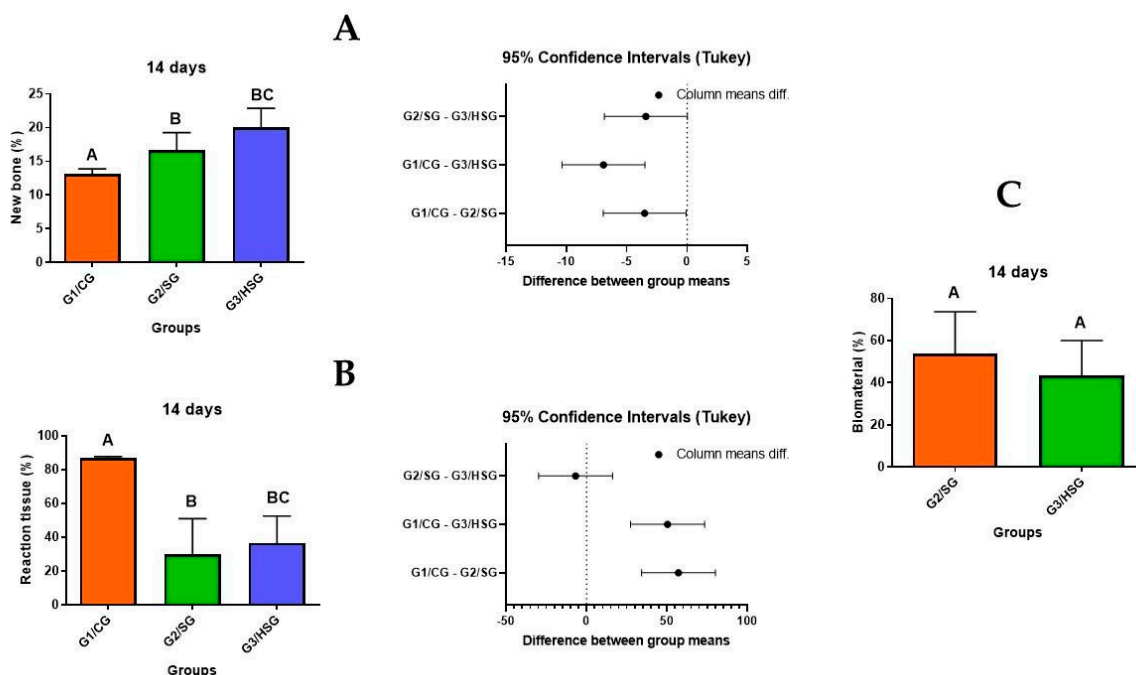 A
14 days
New bone (%)
25
20
15
10
5
0
A
B
BC
G1/CG
G2/SG
G3/HSG
Groups
95% Confidence Intervals (Tukey)
Column means diff.
G2/SG - G3/HSG
G1/CG - G3/HSG
G1/CG - G2/SG
-15
-10
-5
0
5
Difference between group means
B
14 days
Reaction tissue (%)
100
80
60
40
20
0
A
B
BC
G1/CG
G2/SG
G3/HSG
Groups
95% Confidence Intervals (Tukey)
Column means diff.
G2/SG - G3/HSG
G1/CG - G3/HSG
G1/CG - G2/SG
-50
0
50
100
Difference between group means
C
14 days
Biomaterial (%)
80
60
40
20
0
A
A
G2/SG
G3/HSG
Groups